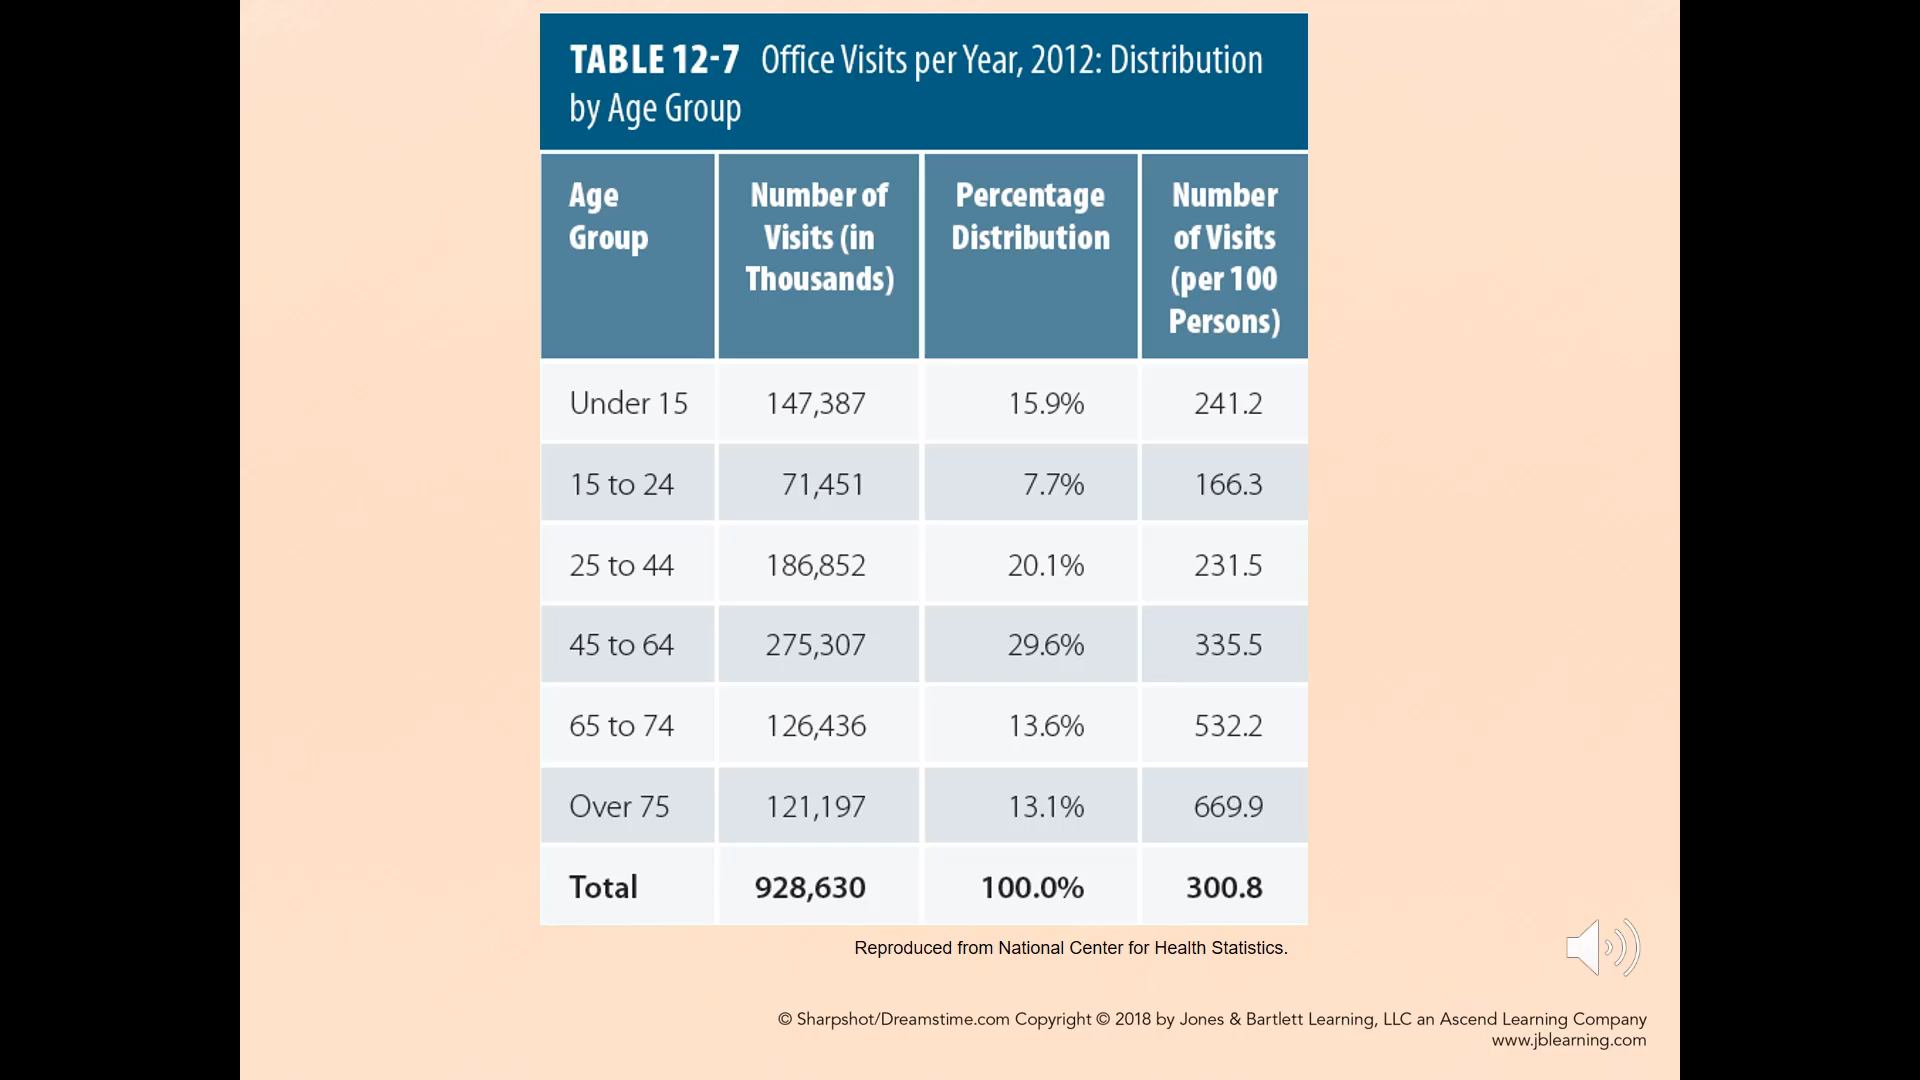 TABLE 12-7 Office Visits per Year, 2012: Distribution
by Age Group
Age Group Number of Visits (in Thousands) Percentage Distribution Number of Visits (per 100 Persons)
Under 15 147,387 15.9% 241.2
15 to 24 71,451 7.7% 166.3
25 to 44 186,852 20.1% 231.5
45 to 64 275,307 29.6% 335.5
65 to 74 126,436 13.6% 532.2
Over 75 121,197 13.1% 669.9
Total 928,630 100.0% 300.8
Reproduced from National Center for Health Statistics.
© Sharpshot/Dreamstime.com Copyright © 2018 by Jones & Bartlett Learning, LLC an Ascend Learning Company
www.jblearning.com